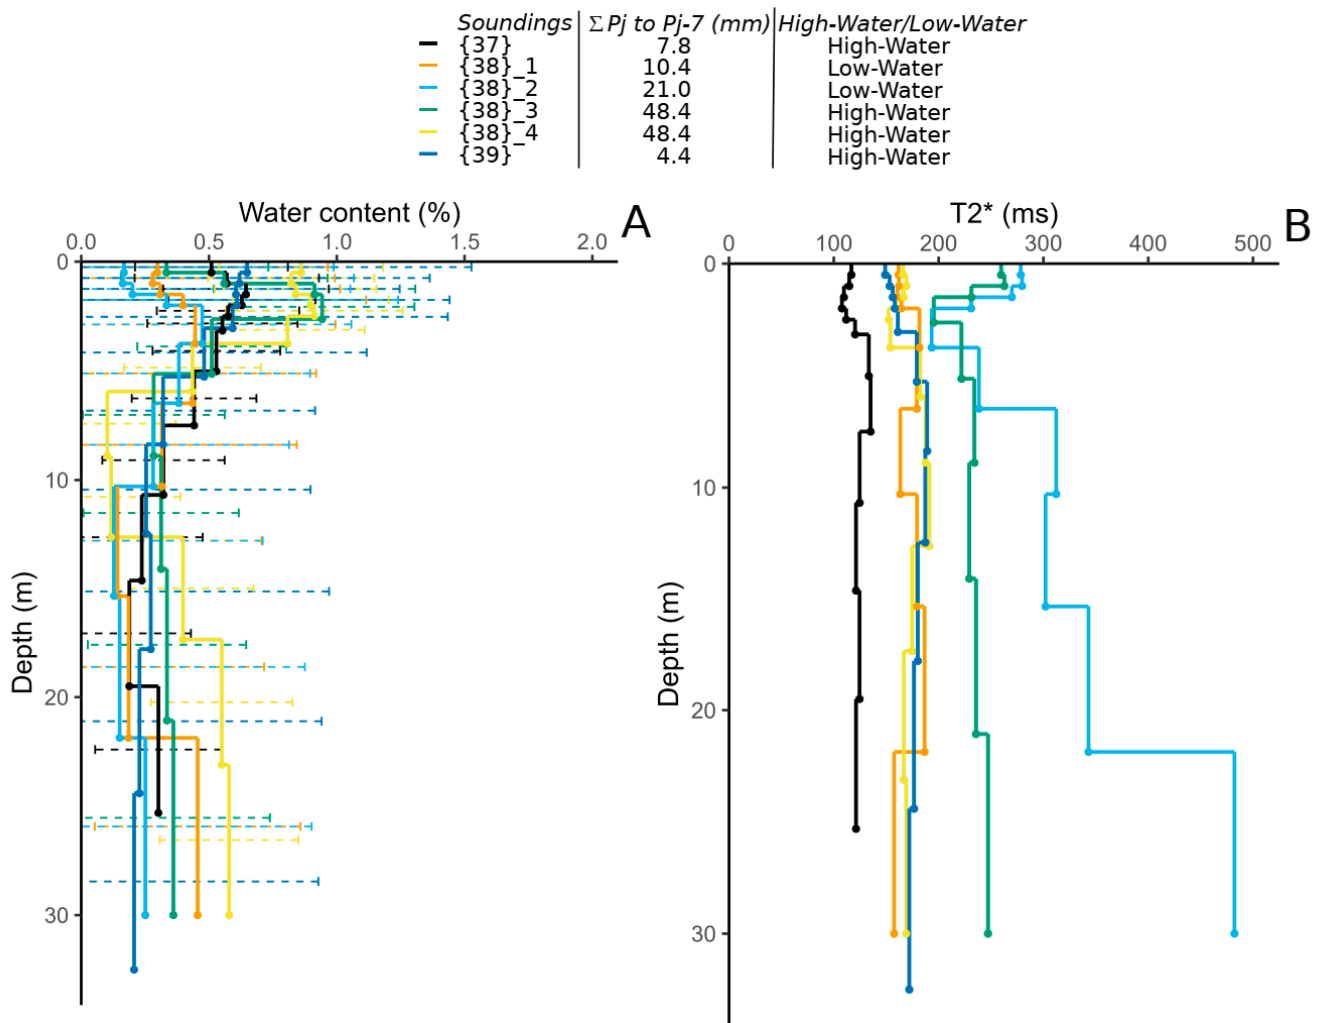 Soundings ΣPj to Pj-7 (mm) High-Water/Low-Water
{37} 7.8 High-Water
{38}_1 10.4 Low-Water
{38}_2 21.0 Low-Water
{38}_3 48.4 High-Water
{38}_4 48.4 High-Water
{39} 4.4 High-Water
Water content (%) A
0.0 0.5 1.0 1.5 2.0
0
10
20
30
Depth (m)
T2* (ms) B
0 100 200 300 400 500
0
10
20
30
Depth (m)